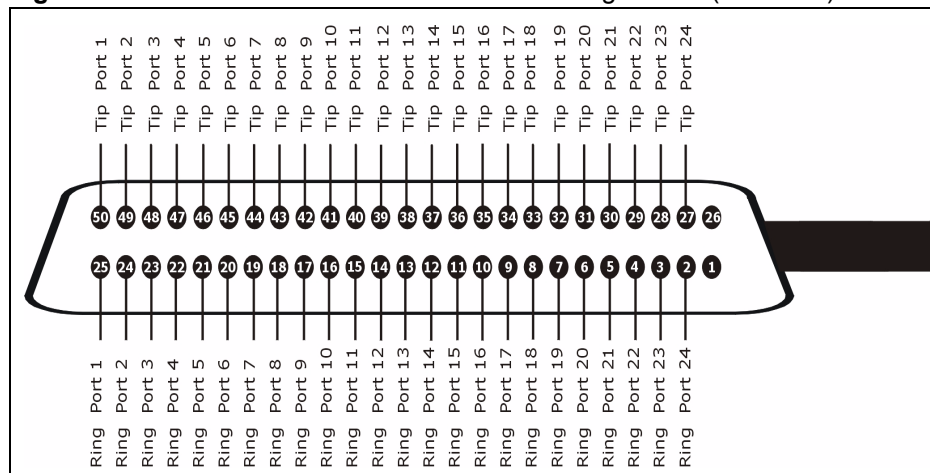 Tip Port 1
Tip Port 2
Tip Port 3
Tip Port 4
Tip Port 5
Tip Port 6
Tip Port 7
Tip Port 8
Tip Port 9
Tip Port 10
Tip Port 11
Tip Port 12
Tip Port 13
Tip Port 14
Tip Port 15
Tip Port 16
Tip Port 17
Tip Port 18
Tip Port 19
Tip Port 20
Tip Port 21
Tip Port 22
Tip Port 23
Tip Port 24
50 49 48 47 46 45 44 43 42 41 40 39 38 37 36 35 34 33 32 31 30 29 28 27 26
25 24 23 22 21 20 19 18 17 16 15 14 13 12 11 10 9 8 7 6 5 4 3 2 1
Ring Port 1
Ring Port 2
Ring Port 3
Ring Port 4
Ring Port 5
Ring Port 6
Ring Port 7
Ring Port 8
Ring Port 9
Ring Port 10
Ring Port 11
Ring Port 12
Ring Port 13
Ring Port 14
Ring Port 15
Ring Port 16
Ring Port 17
Ring Port 18
Ring Port 19
Ring Port 20
Ring Port 21
Ring Port 22
Ring Port 23
Ring Port 24